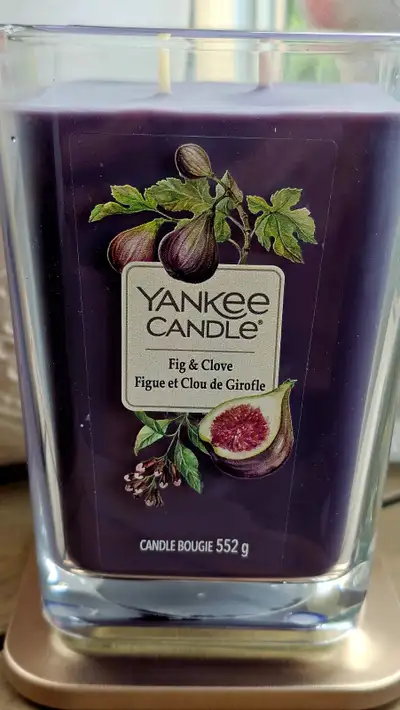 YANKEE
CANDLE®
Fig & Clove
Figue et Clou de Girofle
CANDLE BOUGIE 552 g